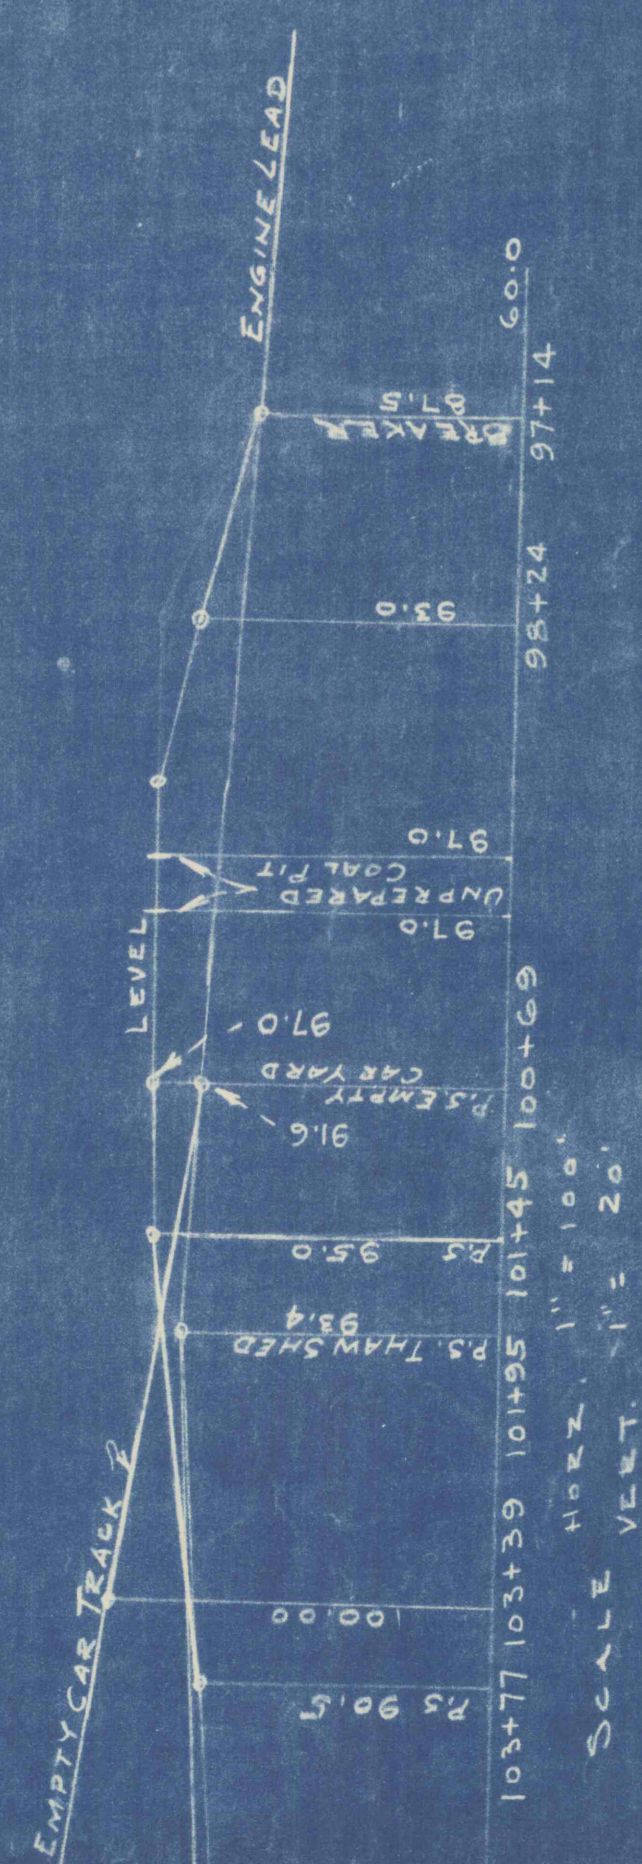 ENGINE LEAD
60.0
BREAKER
87.5
97+14
93.0
98+24
97.0
UNPREPARED
COAL PIT
97.0
LEVEL
97.0
P.S. EMPTY
CAR YARD
100+69
91.6
P.S 95.0
101+45
93.4
P.S. THAW SHED
101+95
EMPTY CAR TRACK
100.00
103+39
P.S 90.5
103+77
SCALE HORZ. 1" = 100'
VERT. 1" = 20'